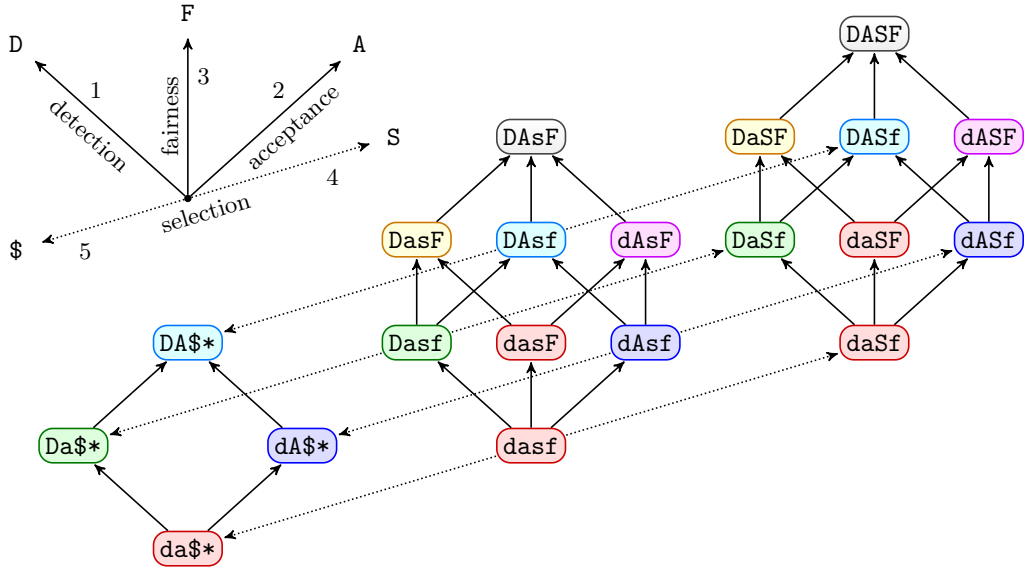 F
D
A
1
3
2
detection
fairness
acceptance
S
4
selection
$
5
DASF
DAsF
DaSF
DASf
dASF
DasF
DAsf
dAsF
DaSf
daSF
dASf
DA$*
Dasf
dasF
dAsf
daSf
Da$*
dA$*
dasf
da$*